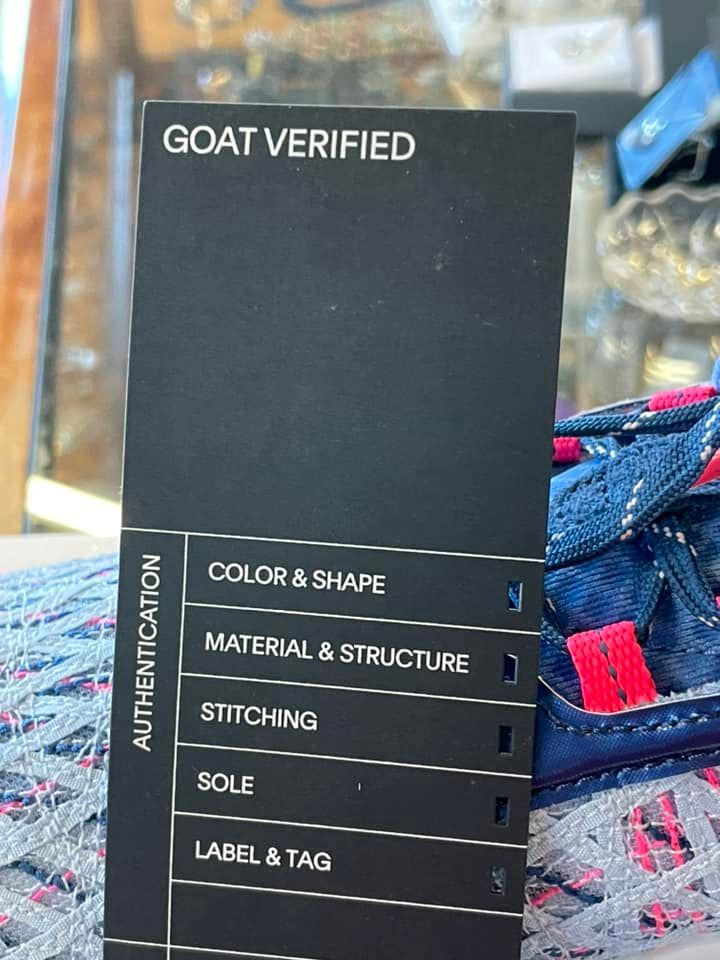 GOAT VERIFIED
AUTHENTICATION
COLOR & SHAPE
MATERIAL & STRUCTURE
STITCHING
SOLE
LABEL & TAG